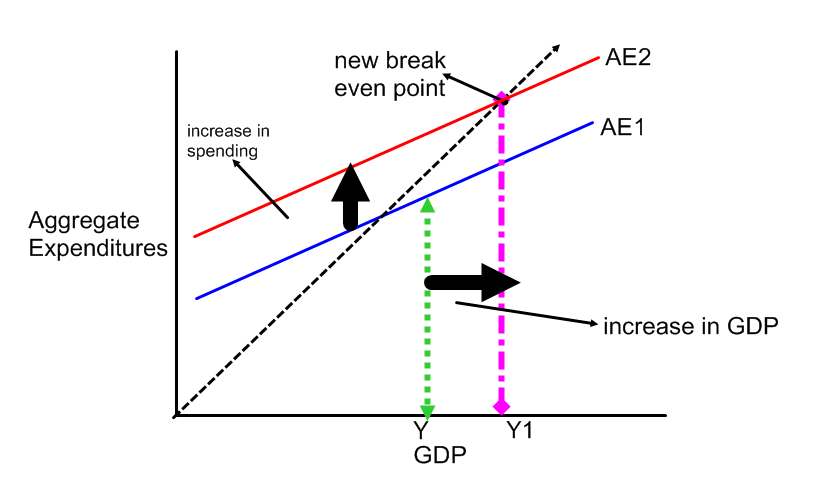 new break
even point
AE2
AE1
increase in
spending
Aggregate
Expenditures
increase in GDP
Y
Y1
GDP